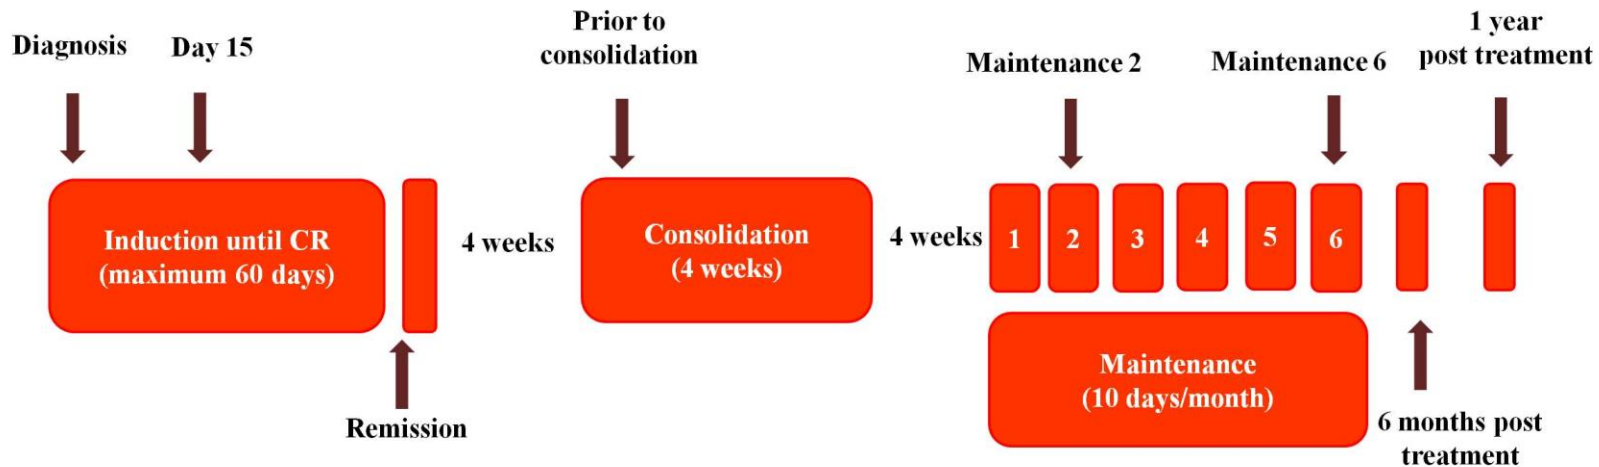 Diagnosis
Day 15
Prior to
consolidation
Maintenance 2
Maintenance 6
1 year
post treatment
Induction until CR
(maximum 60 days)
4 weeks
Consolidation
(4 weeks)
4 weeks
1
2
3
4
5
6
Maintenance
(10 days/month)
Remission
6 months post
treatment